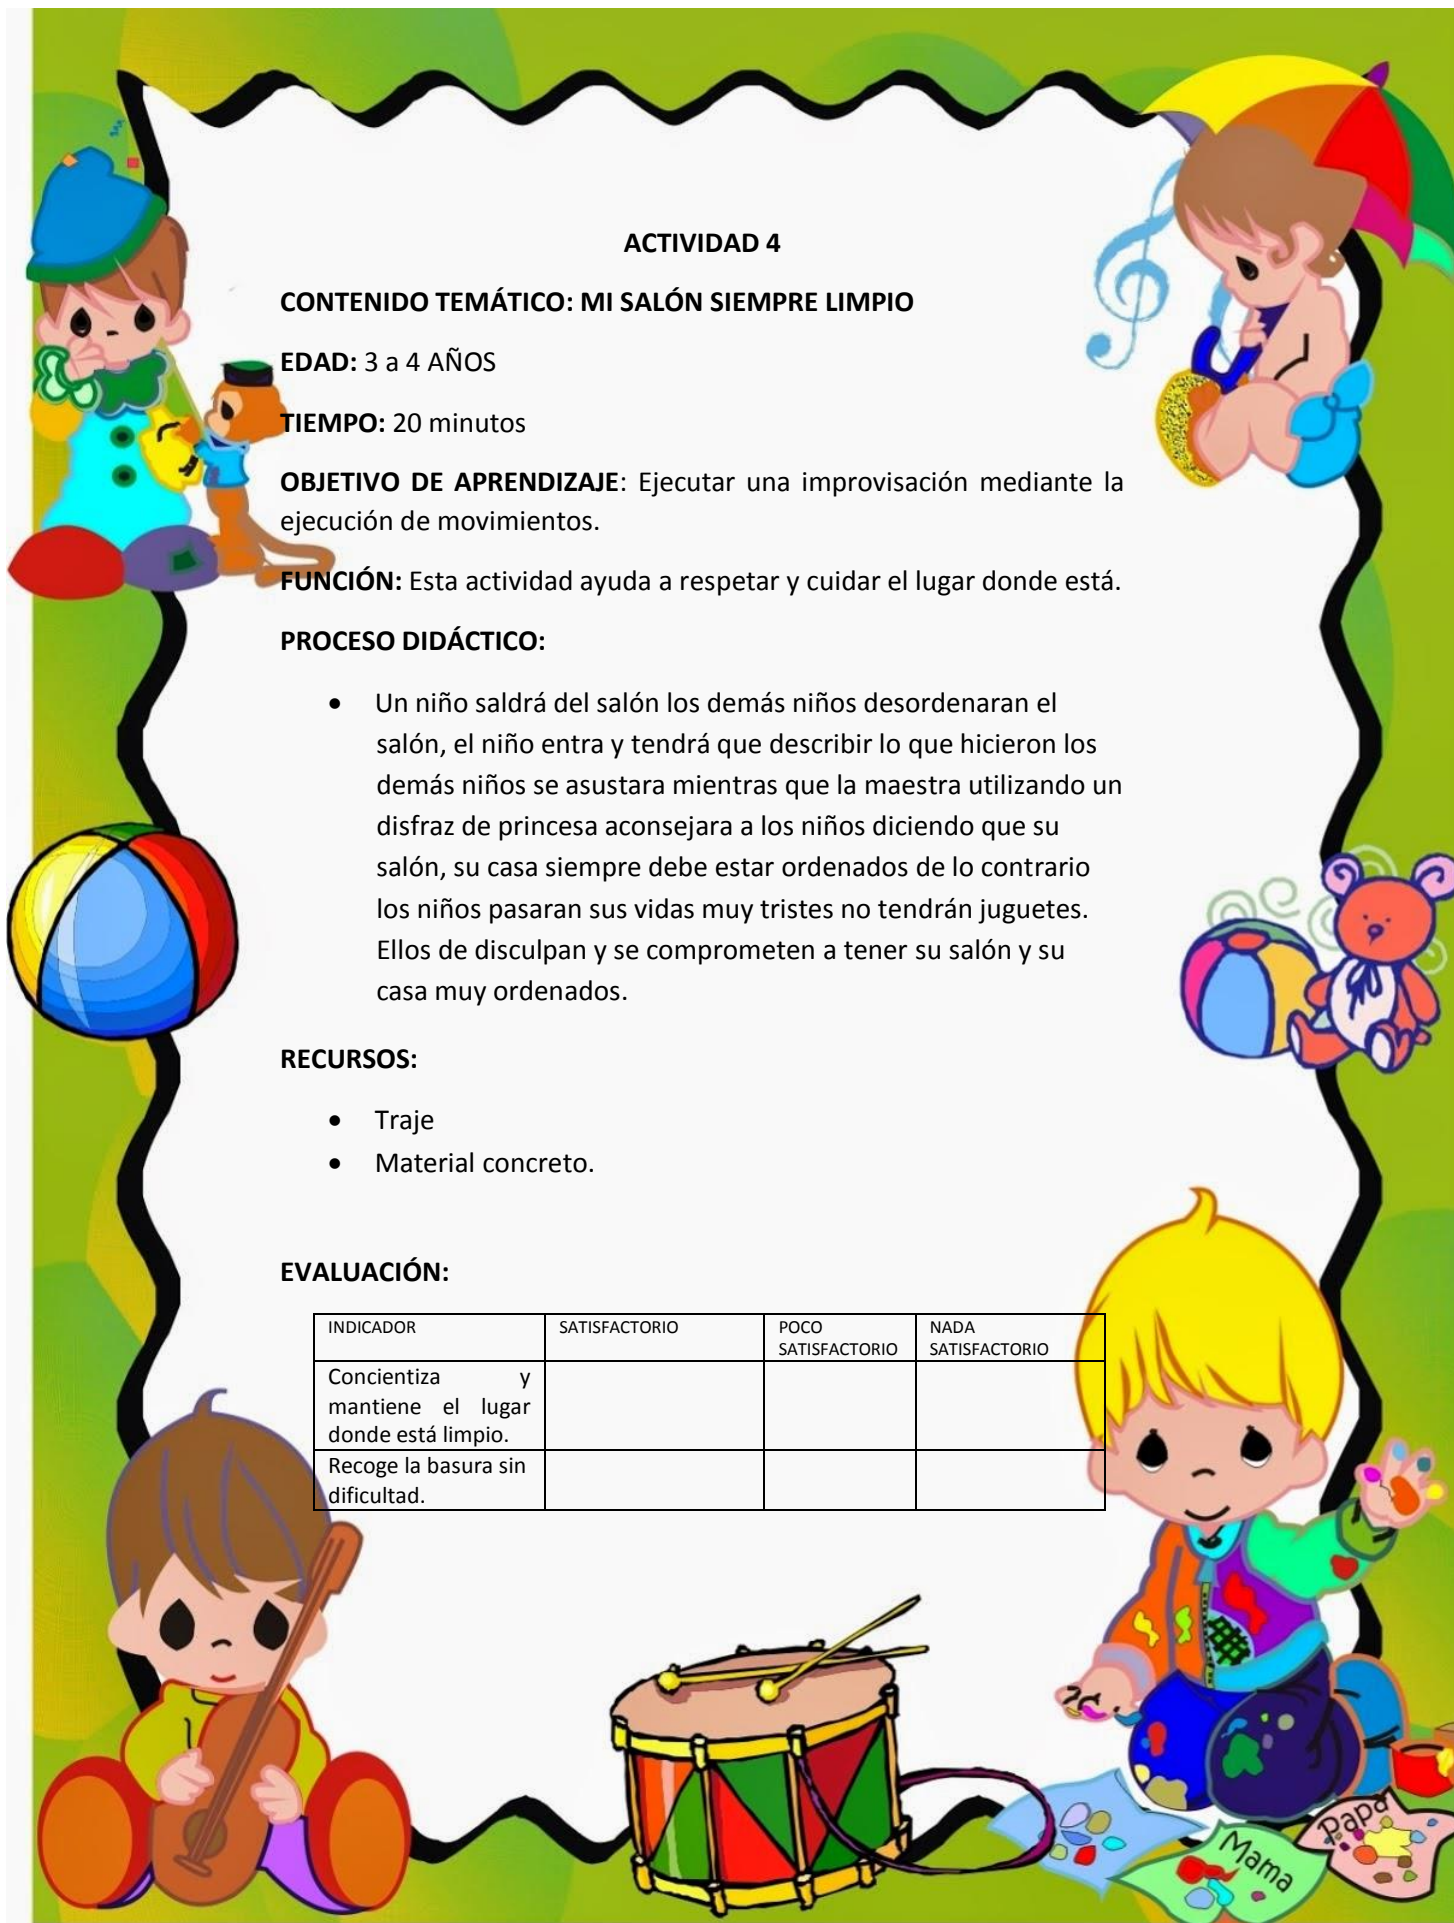 ACTIVIDAD 4
CONTENIDO TEMÁTICO: MI SALÓN SIEMPRE LIMPIO
EDAD: 3 a 4 AÑOS
TIEMPO: 20 minutos
OBJETIVO DE APRENDIZAJE: Ejecutar una improvisación mediante la
ejecución de movimientos.
FUNCIÓN: Esta actividad ayuda a respetar y cuidar el lugar donde está.
PROCESO DIDÁCTICO:
• Un niño saldrá del salón los demás niños desordenaran el
salón, el niño entra y tendrá que describir lo que hicieron los
demás niños se asustara mientras que la maestra utilizando un
disfraz de princesa aconsejara a los niños diciendo que su
salón, su casa siempre debe estar ordenados de lo contrario
los niños pasaran sus vidas muy tristes no tendrán juguetes.
Ellos de disculpan y se comprometen a tener su salón y su
casa muy ordenados.
RECURSOS:
• Traje
• Material concreto.
EVALUACIÓN:
INDICADOR SATISFACTORIO POCO SATISFACTORIO NADA SATISFACTORIO
Concientiza y
mantiene el lugar
donde está limpio.
Recoge la basura sin
dificultad.
Mama
Papa